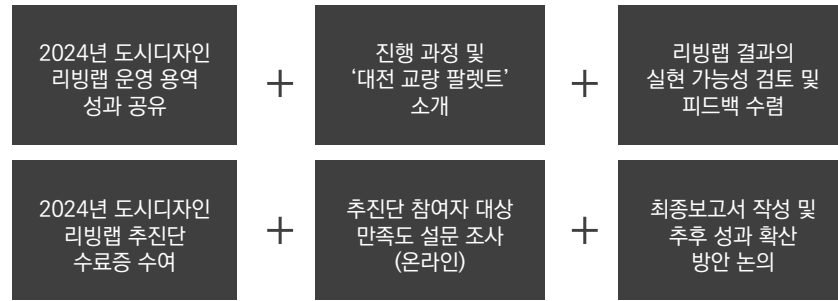 2024년 도시디자인
리빙랩 운영 용역
성과 공유
+
진행 과정 및
‘대전 교량 팔렛트’
소개
+
리빙랩 결과의
실현 가능성 검토 및
피드백 수렴
2024년 도시디자인
리빙랩 추진단
수료증 수여
+
추진단 참여자 대상
만족도 설문 조사
(온라인)
+
최종보고서 작성 및
추후 성과 확산
방안 논의